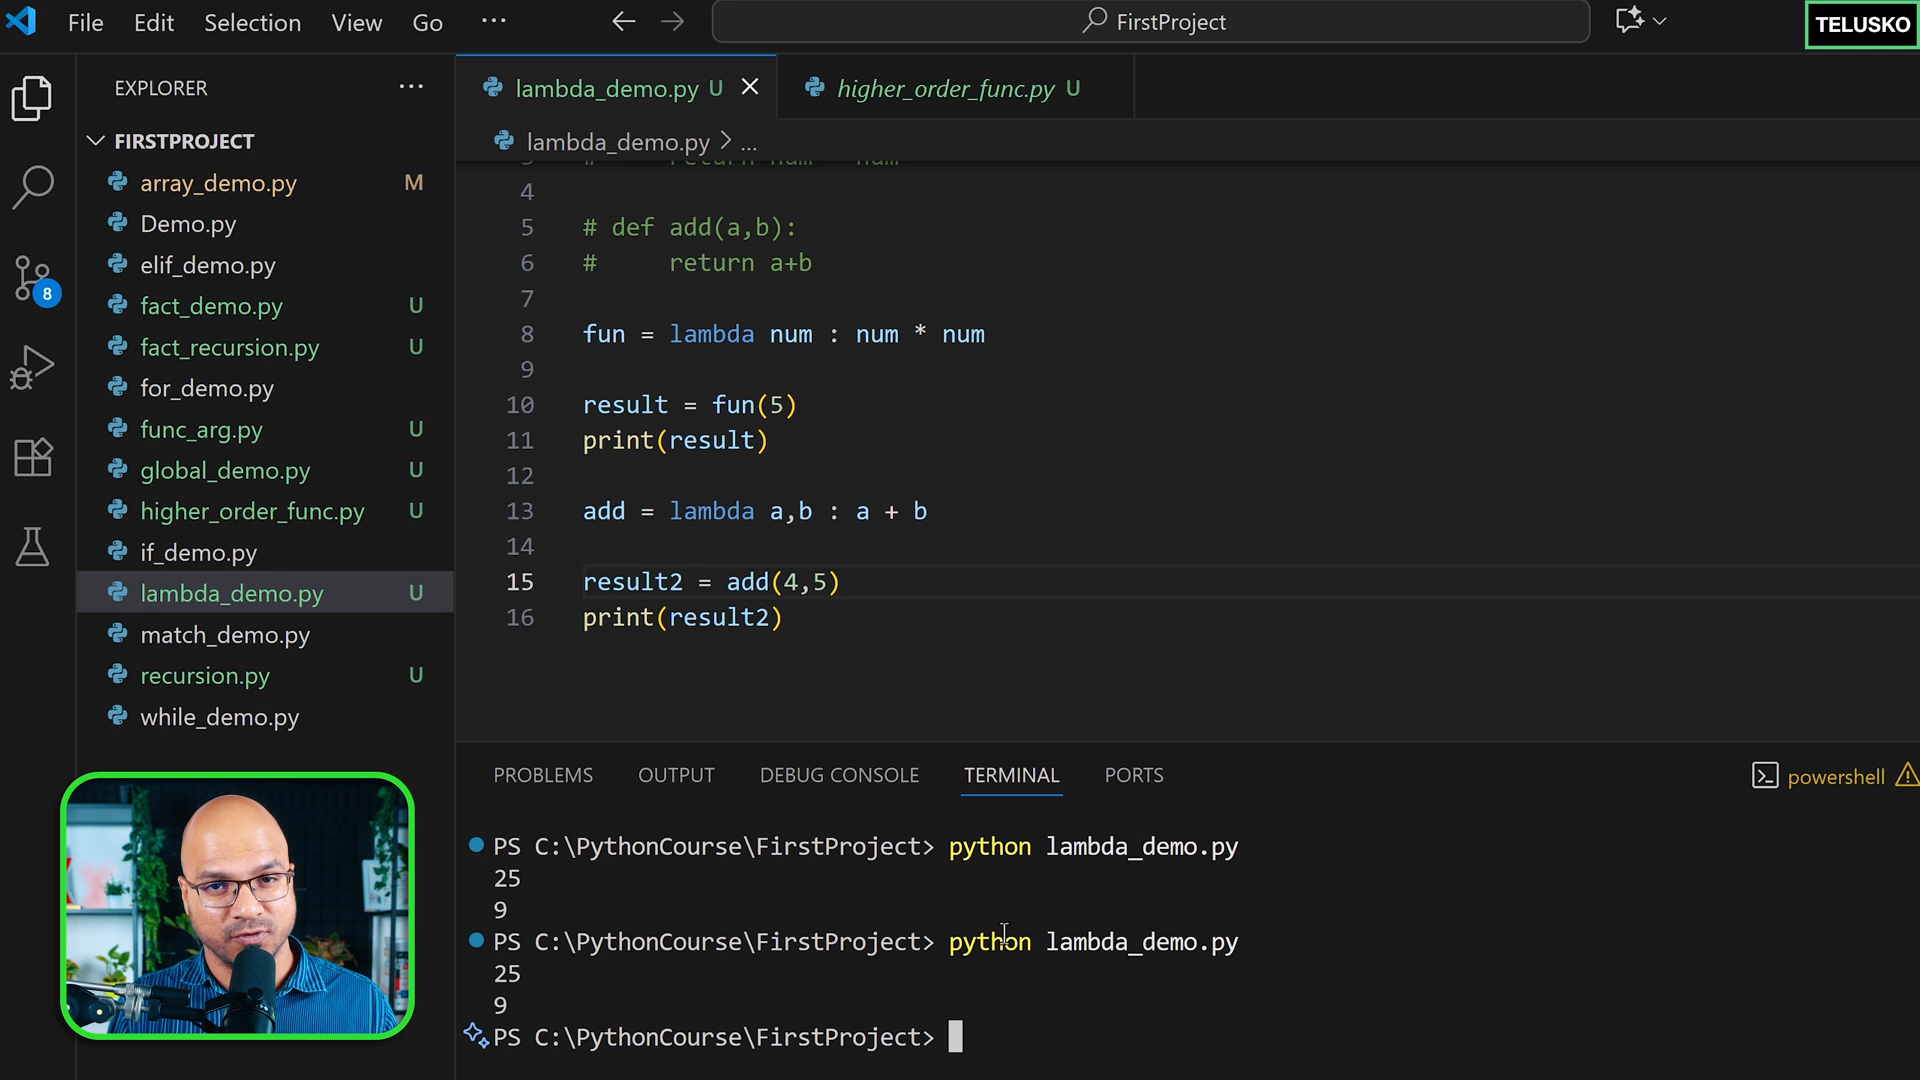 File Edit Selection View Go ...
FirstProject
TELUSKO
EXPLORER ...
FIRSTPROJECT
array_demo.py M
Demo.py
elif_demo.py
fact_demo.py U
fact_recursion.py U
for_demo.py
func_arg.py U
global_demo.py U
higher_order_func.py U
if_demo.py
lambda_demo.py U
match_demo.py
recursion.py U
while_demo.py
8
lambda_demo.py U
higher_order_func.py U
lambda_demo.py > ...
4
5 # def add(a,b):
6 #     return a+b
7
8 fun = lambda num : num * num
9
10 result = fun(5)
11 print(result)
12
13 add = lambda a,b : a + b
14
15 result2 = add(4,5)
16 print(result2)
PROBLEMS OUTPUT DEBUG CONSOLE TERMINAL PORTS
powershell
PS C:\PythonCourse\FirstProject> python lambda_demo.py
25
9
PS C:\PythonCourse\FirstProject> python lambda_demo.py
25
9
PS C:\PythonCourse\FirstProject>